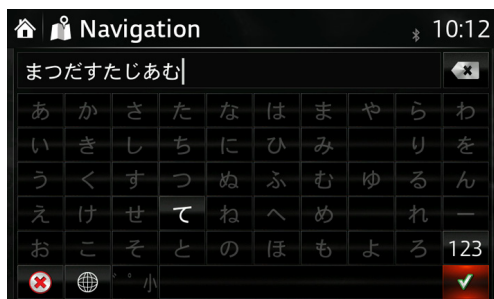 Navigation 10:12
まつだすたじあむ
あ か さ た な は ま や ら わ
い き し ち に ひ み り を
う く す つ ぬ ふ む ゆ る ん
え け せ て ね へ め れ ー
お こ そ と の ほ も よ ろ 123
゛゜小